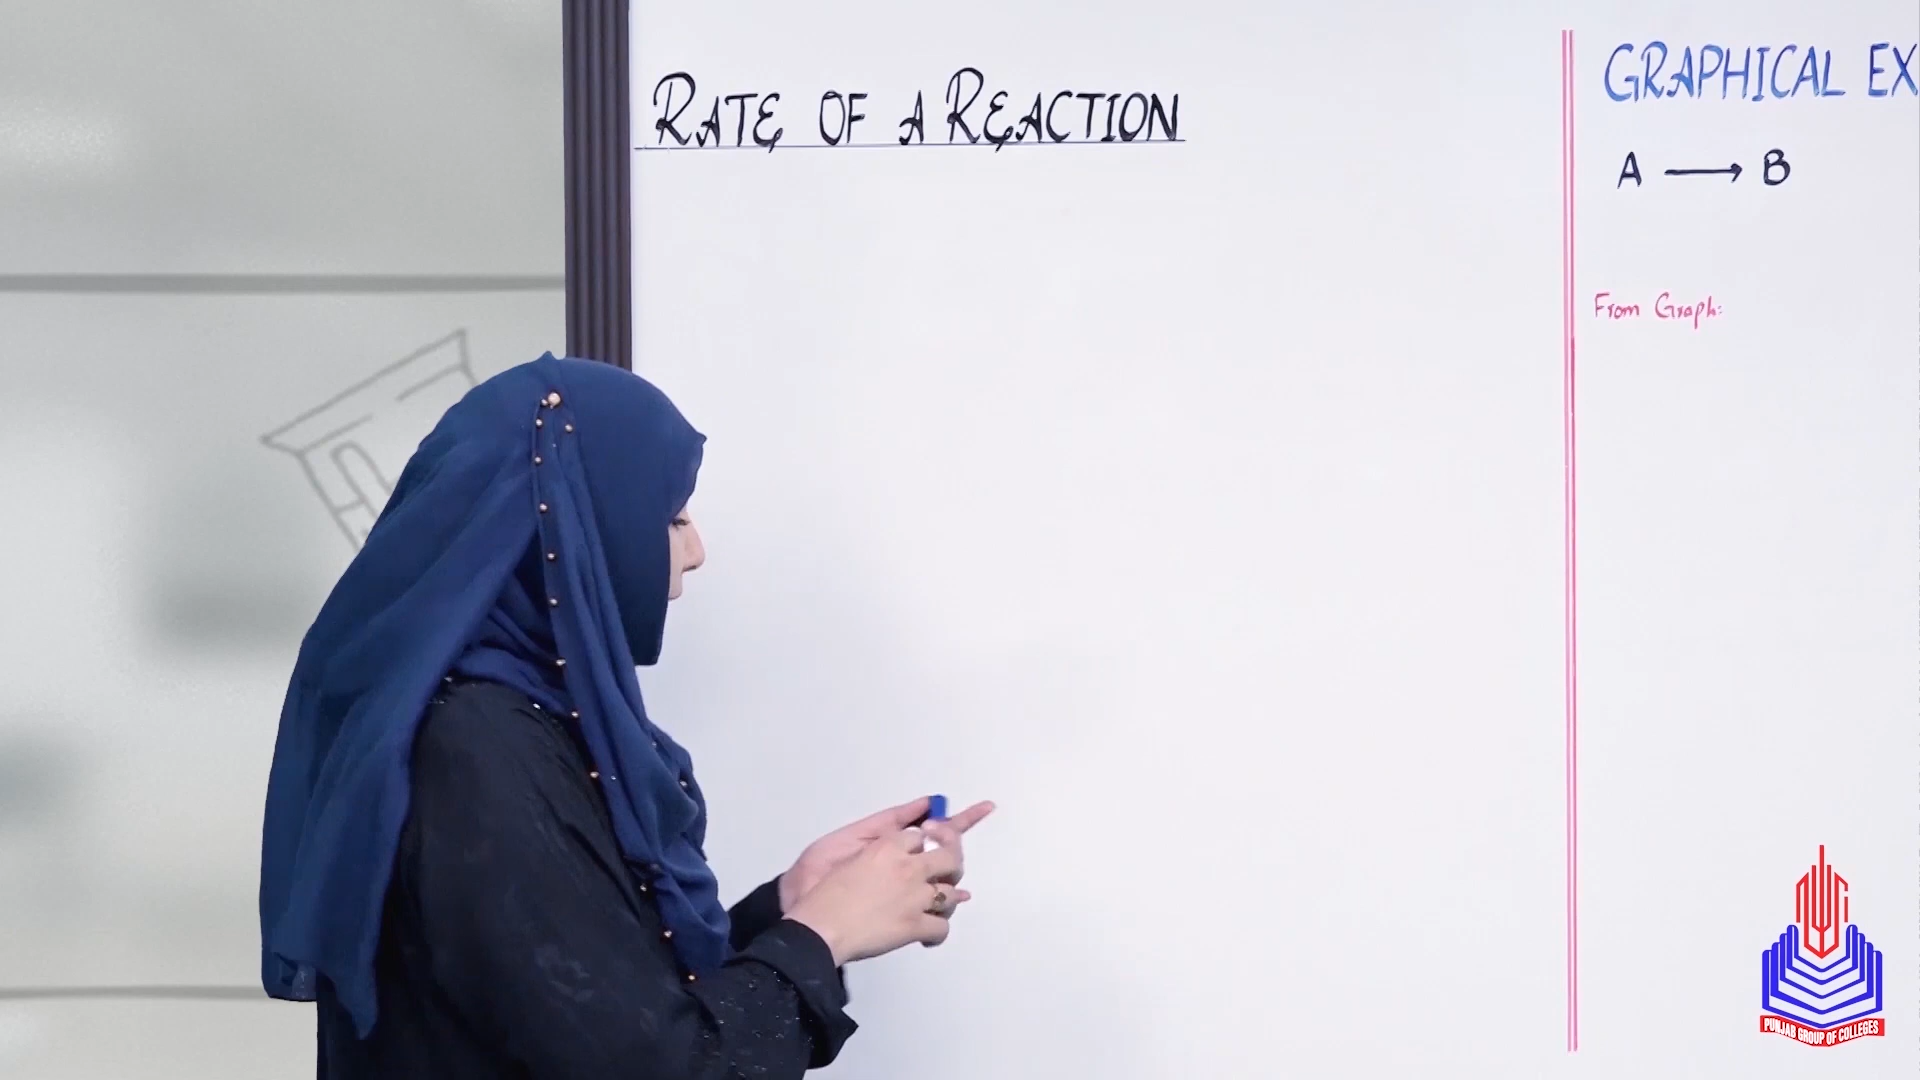 RATE OF A REACTION
GRAPHICAL EX
A ⟶ B
From Graph:
PUNJAB GROUP OF COLLEGES